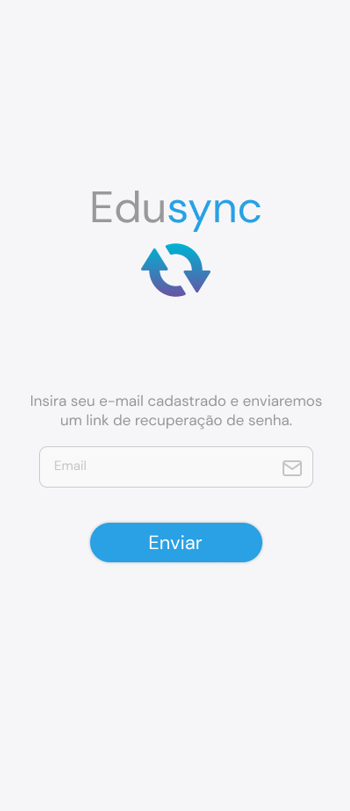 Edusync
Insira seu e-mail cadastrado e enviaremos
um link de recuperação de senha.
Email
Enviar